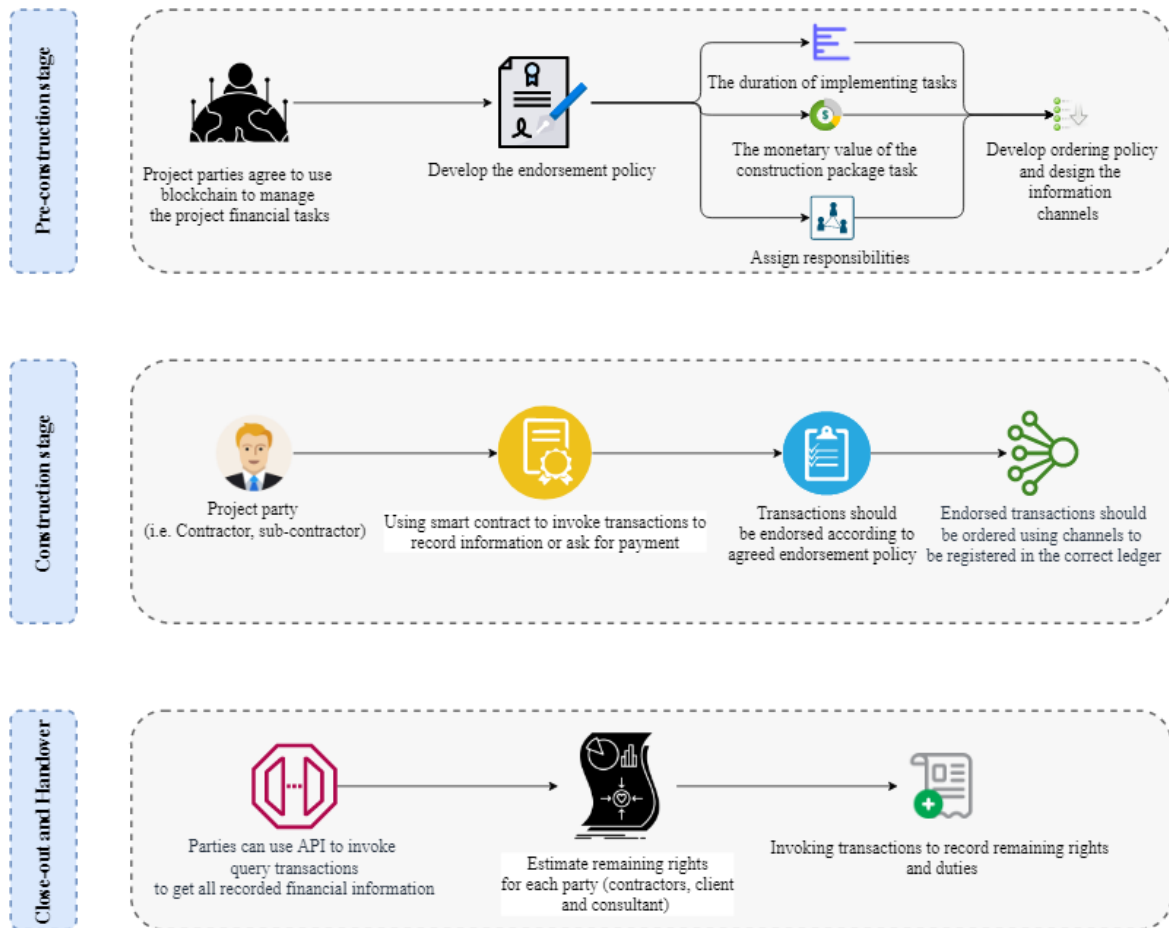 Pre-construction stage
Project parties agree to use
blockchain to manage
the project financial tasks
Develop the endorsement policy
The duration of implementing tasks
$
The monetary value of the
construction package task
Assign responsibilities
Develop ordering policy
and design the
information
channels
Construction stage
Project party
(i.e. Contractor, sub-contractor)
Using smart contract to invoke transactions to
record information or ask for payment
Transactions should
be endorsed according to
agreed endorsement policy
Endorsed transactions should
be ordered using channels to
be registered in the correct ledger
Close-out and Handover
Parties can use API to invoke
query transactions
to get all recorded financial information
Estimate remaining rights
for each party (contractors, client
and consultant)
Invoking transactions to record remaining rights
and duties